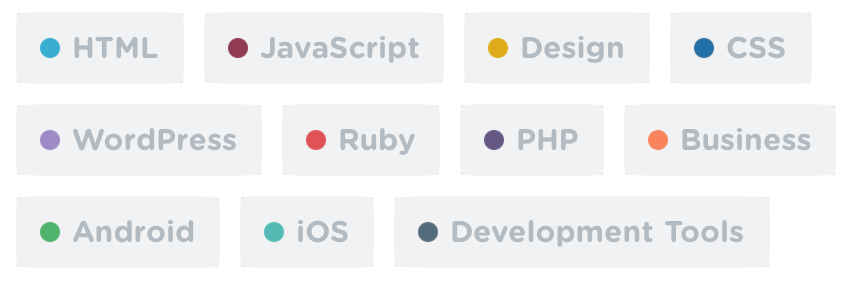 HTML JavaScript Design CSS
WordPress Ruby PHP Business
Android iOS Development Tools